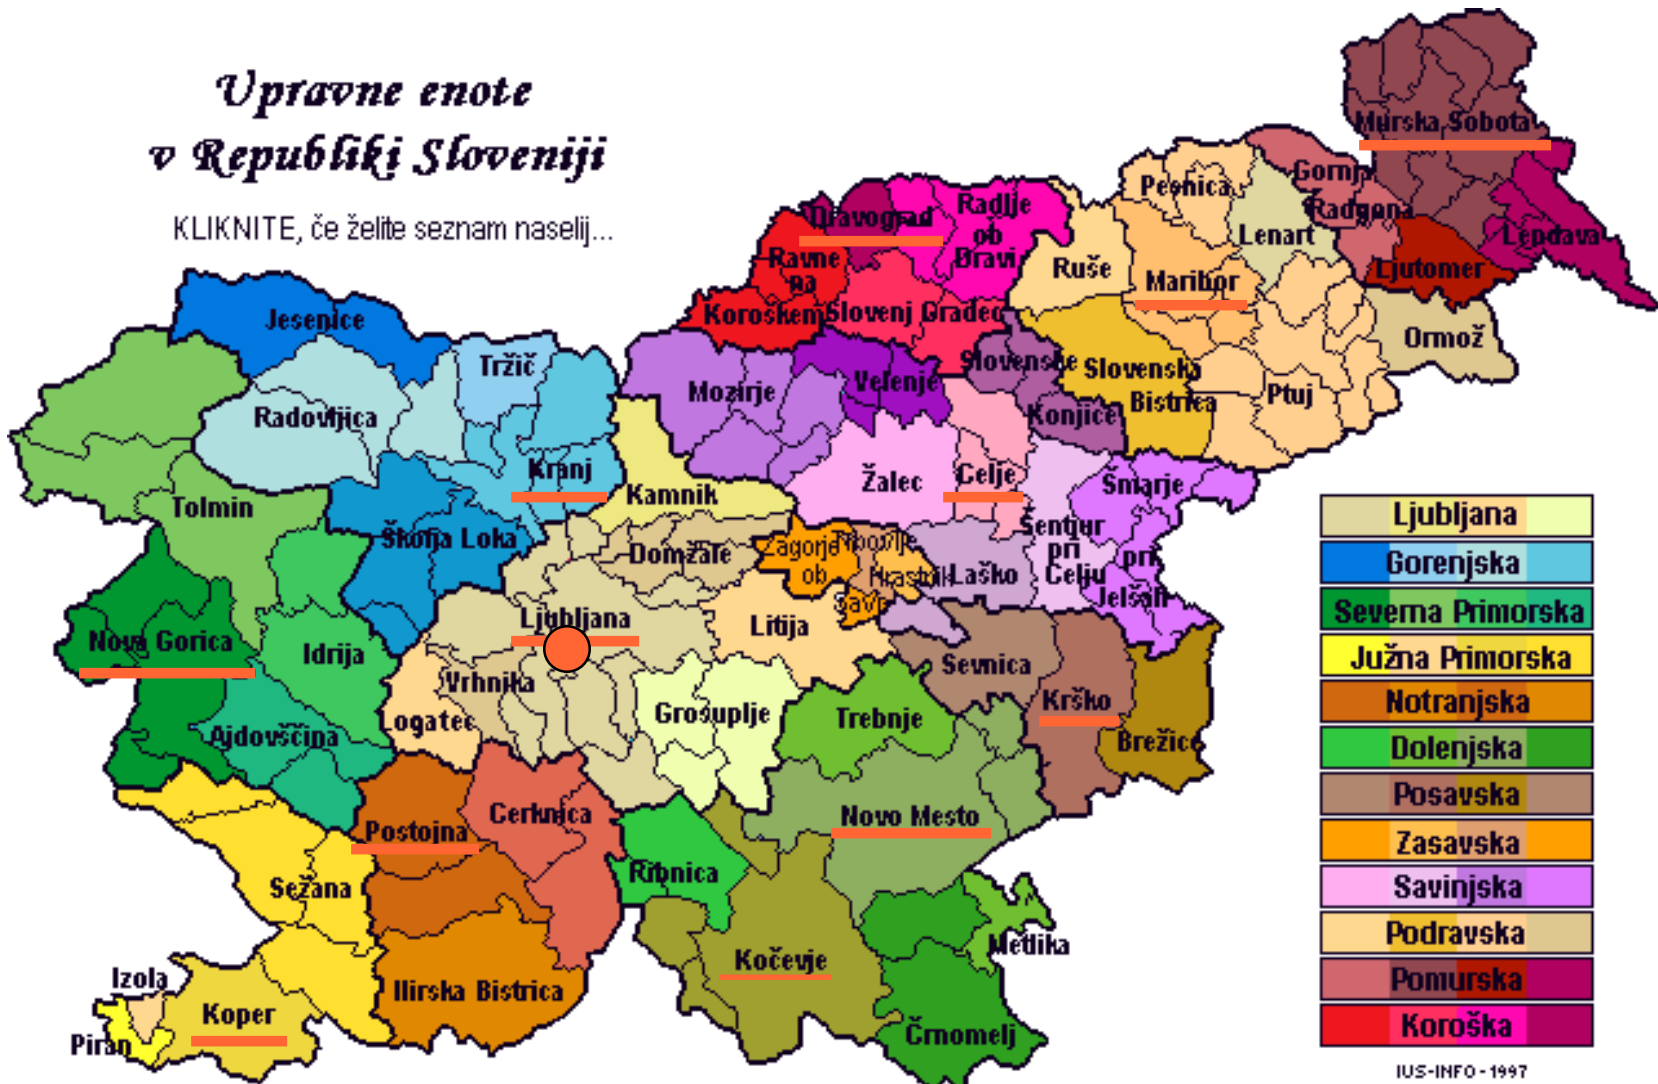 Upravne enote
v Republiki Sloveniji
KLIKNITE, če želite seznam naselij...
Murska Sobota
Gornja
Radgona
Pesnica
Lenart
Lendava
Ljutomer
Dravograd
Radlje
ob
Dravi
Ravne
na
Koroškem
Slovenj Gradec
Ruše
Maribor
Ormož
Jesenice
Tržič
Radovljica
Mozirje
Velenje
Slovenske
Konjice
Slovenska
Bistrica
Ptuj
Kranj
Kamnik
Žalec
Celje
Šmarje
pri
Jelšah
Tolmin
Škofja Loka
Domžale
Zagorje
ob
Savi
Trbovlje
Hrastnik
Laško
Šentjur
pri
Celju
Nova Gorica
Idrija
Ljubljana
Litija
Sevnica
Vrhnika
Logatec
Grosuplje
Trebnje
Krško
Brežice
Ajdovščina
Postojna
Cerknica
Novo Mesto
Sežana
Ribnica
Kočevje
Metlika
Izola
Koper
Piran
Ilirska Bistrica
Črnomelj
Ljubljana
Gorenjska
Severna Primorska
Južna Primorska
Notranjska
Dolenjska
Posavska
Zasavska
Savinjska
Podravska
Pomurska
Koroška
IUS-INFO - 1997